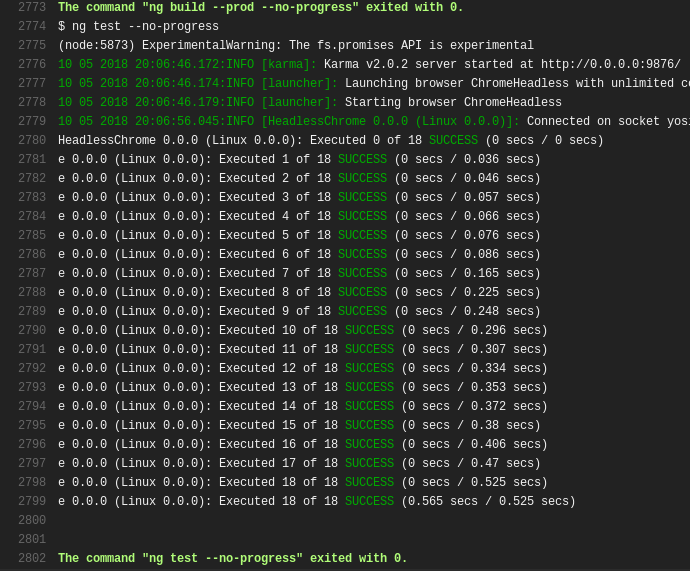 2773 The command "ng build --prod --no-progress" exited with 0.
2774 $ ng test --no-progress
2775 (node:5873) ExperimentalWarning: The fs.promises API is experimental
2776 10 05 2018 20:06:46.172:INFO [karma]: Karma v2.0.2 server started at http://0.0.0.0:9876/
2777 10 05 2018 20:06:46.174:INFO [launcher]: Launching browser ChromeHeadless with unlimited co
2778 10 05 2018 20:06:46.179:INFO [launcher]: Starting browser ChromeHeadless
2779 10 05 2018 20:06:56.045:INFO [HeadlessChrome 0.0.0 (Linux 0.0.0)]: Connected on socket yosi
2780 HeadlessChrome 0.0.0 (Linux 0.0.0): Executed 0 of 18 SUCCESS (0 secs / 0 secs)
2781 e 0.0.0 (Linux 0.0.0): Executed 1 of 18 SUCCESS (0 secs / 0.036 secs)
2782 e 0.0.0 (Linux 0.0.0): Executed 2 of 18 SUCCESS (0 secs / 0.046 secs)
2783 e 0.0.0 (Linux 0.0.0): Executed 3 of 18 SUCCESS (0 secs / 0.057 secs)
2784 e 0.0.0 (Linux 0.0.0): Executed 4 of 18 SUCCESS (0 secs / 0.066 secs)
2785 e 0.0.0 (Linux 0.0.0): Executed 5 of 18 SUCCESS (0 secs / 0.076 secs)
2786 e 0.0.0 (Linux 0.0.0): Executed 6 of 18 SUCCESS (0 secs / 0.086 secs)
2787 e 0.0.0 (Linux 0.0.0): Executed 7 of 18 SUCCESS (0 secs / 0.165 secs)
2788 e 0.0.0 (Linux 0.0.0): Executed 8 of 18 SUCCESS (0 secs / 0.225 secs)
2789 e 0.0.0 (Linux 0.0.0): Executed 9 of 18 SUCCESS (0 secs / 0.248 secs)
2790 e 0.0.0 (Linux 0.0.0): Executed 10 of 18 SUCCESS (0 secs / 0.296 secs)
2791 e 0.0.0 (Linux 0.0.0): Executed 11 of 18 SUCCESS (0 secs / 0.307 secs)
2792 e 0.0.0 (Linux 0.0.0): Executed 12 of 18 SUCCESS (0 secs / 0.334 secs)
2793 e 0.0.0 (Linux 0.0.0): Executed 13 of 18 SUCCESS (0 secs / 0.353 secs)
2794 e 0.0.0 (Linux 0.0.0): Executed 14 of 18 SUCCESS (0 secs / 0.372 secs)
2795 e 0.0.0 (Linux 0.0.0): Executed 15 of 18 SUCCESS (0 secs / 0.38 secs)
2796 e 0.0.0 (Linux 0.0.0): Executed 16 of 18 SUCCESS (0 secs / 0.406 secs)
2797 e 0.0.0 (Linux 0.0.0): Executed 17 of 18 SUCCESS (0 secs / 0.47 secs)
2798 e 0.0.0 (Linux 0.0.0): Executed 18 of 18 SUCCESS (0 secs / 0.525 secs)
2799 e 0.0.0 (Linux 0.0.0): Executed 18 of 18 SUCCESS (0.565 secs / 0.525 secs)
2800
2801
2802 The command "ng test --no-progress" exited with 0.